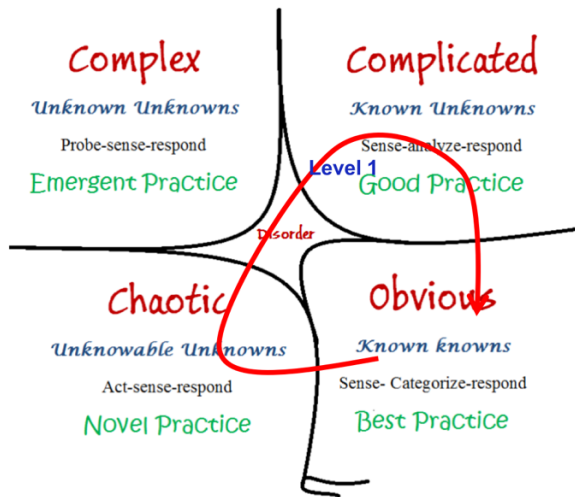 Complex
Unknown Unknowns
Probe-sense-respond
Emergent Practice
Complicated
Known Unknowns
Sense-analyze-respond
Level 1
Good Practice
Disorder
Chaotic
Unknowable Unknowns
Act-sense-respond
Novel Practice
Obvious
Known knowns
Sense- Categorize-respond
Best Practice